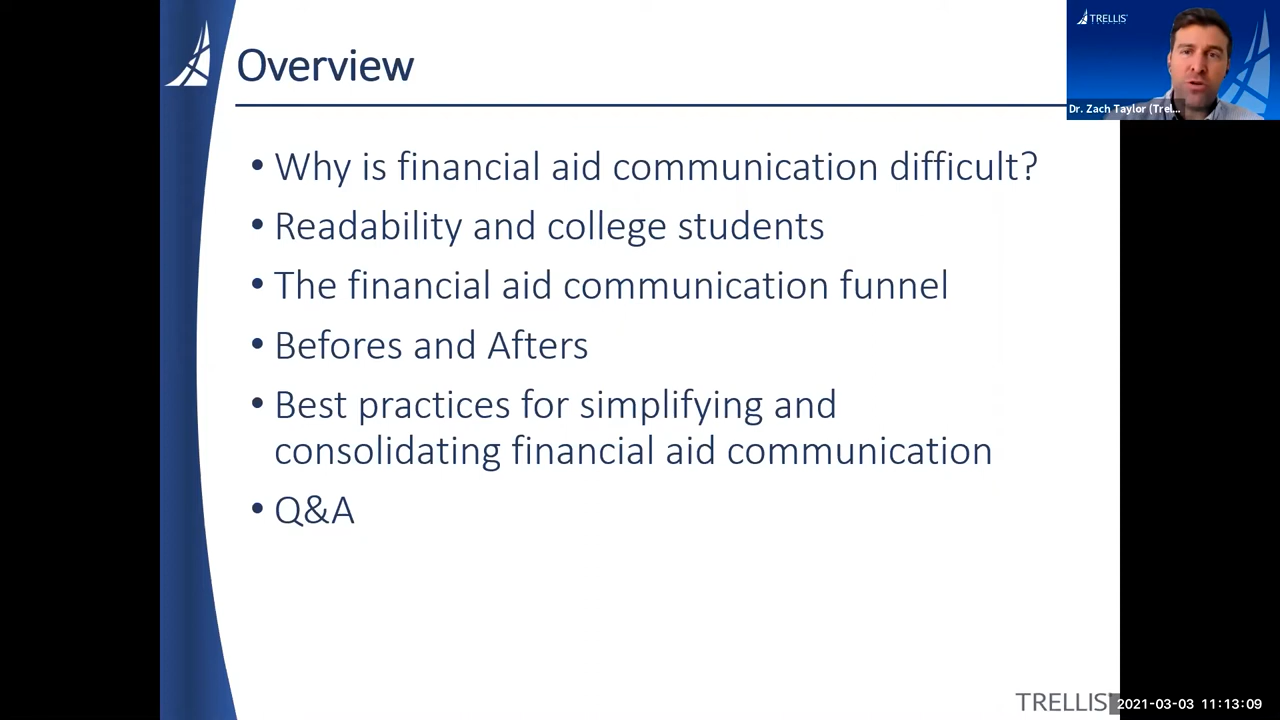 Overview
TRELLIS
Dr. Zach Taylor (Trel...
• Why is financial aid communication difficult?
• Readability and college students
• The financial aid communication funnel
• Befores and Afters
• Best practices for simplifying and
consolidating financial aid communication
• Q&A
TRELLIS
2021-03-03 11:13:09